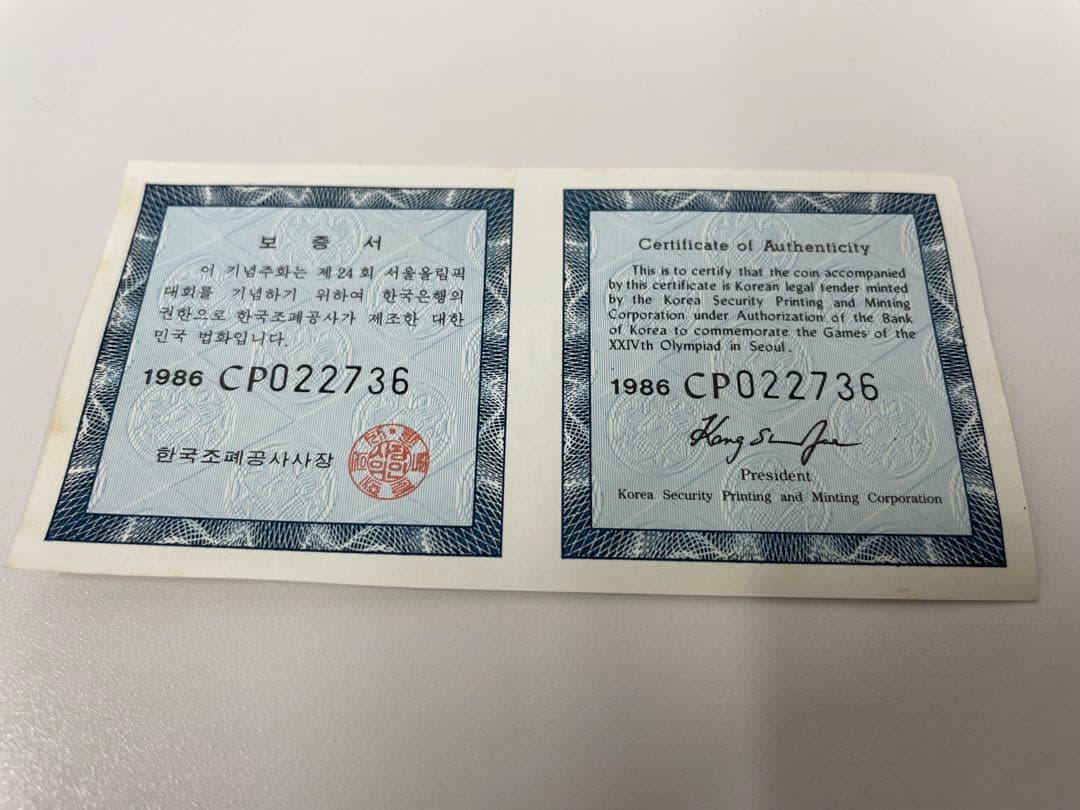 보 증 서
이 기념주화는 제 24 회 서울올림픽
대회를 기념하기 위하여 한국은행의
권한으로 한국조폐공사가 제조한 대한
민국 법화입니다.
1986 CP022736
한국조폐공사사장
Certificate of Authenticity
This is to certify that the coin accompanied
by this certificate is Korean legal tender minted
by the Korea Security Printing and Minting
Corporation under Authorization of the Bank
of Korea to commemorate the Games of the
XXIVth Olympiad in Seoul.
1986 CP022736
President
Korea Security Printing and Minting Corporation